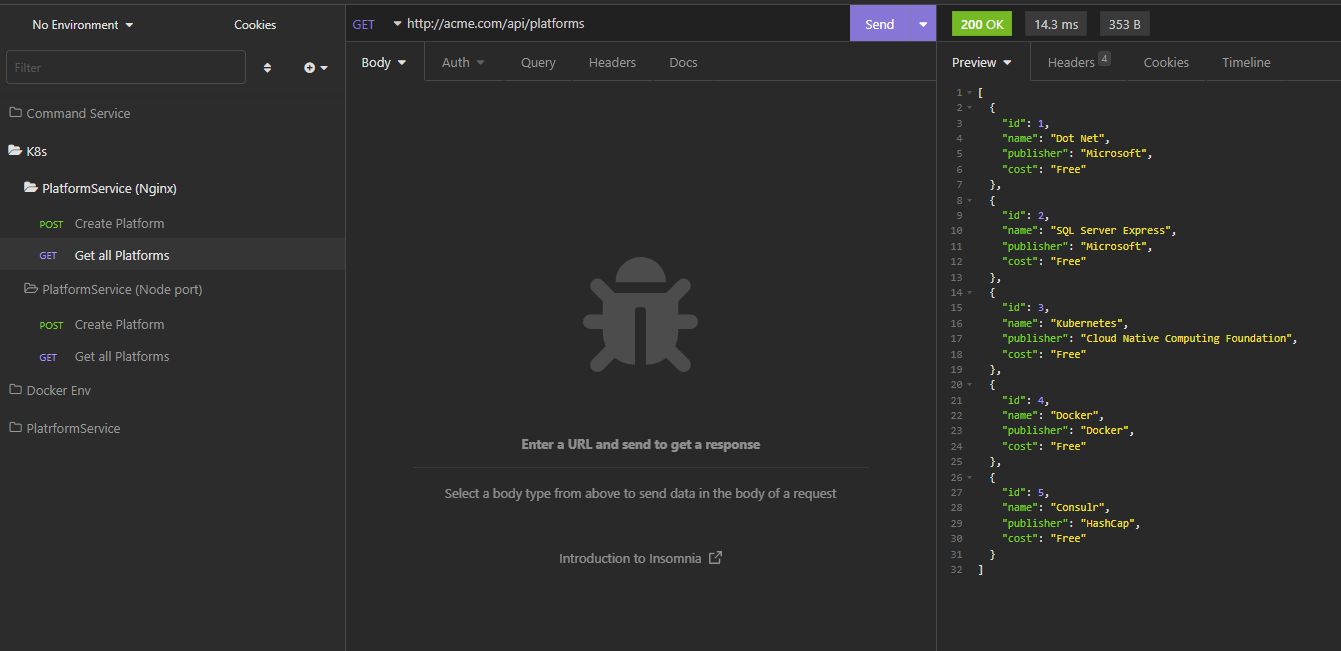 No Environment
Cookies
Filter
Command Service
K8s
PlatformService (Nginx)
POST Create Platform
GET Get all Platforms
PlatformService (Node port)
POST Create Platform
GET Get all Platforms
Docker Env
PlatrformService
GET http://acme.com/api/platforms
Send
Body Auth Query Headers Docs
Enter a URL and send to get a response
Select a body type from above to send data in the body of a request
Introduction to Insomnia
200 OK 14.3 ms 353 B
Preview Headers 4 Cookies Timeline
1 [
2 {
3 "id": 1,
4 "name": "Dot Net",
5 "publisher": "Microsoft",
6 "cost": "Free"
7 },
8 {
9 "id": 2,
10 "name": "SQL Server Express",
11 "publisher": "Microsoft",
12 "cost": "Free"
13 },
14 {
15 "id": 3,
16 "name": "Kubernetes",
17 "publisher": "Cloud Native Computing Foundation",
18 "cost": "Free"
19 },
20 {
21 "id": 4,
22 "name": "Docker",
23 "publisher": "Docker",
24 "cost": "Free"
25 },
26 {
27 "id": 5,
28 "name": "Consulr",
29 "publisher": "HashCap",
30 "cost": "Free"
31 }
32 ]